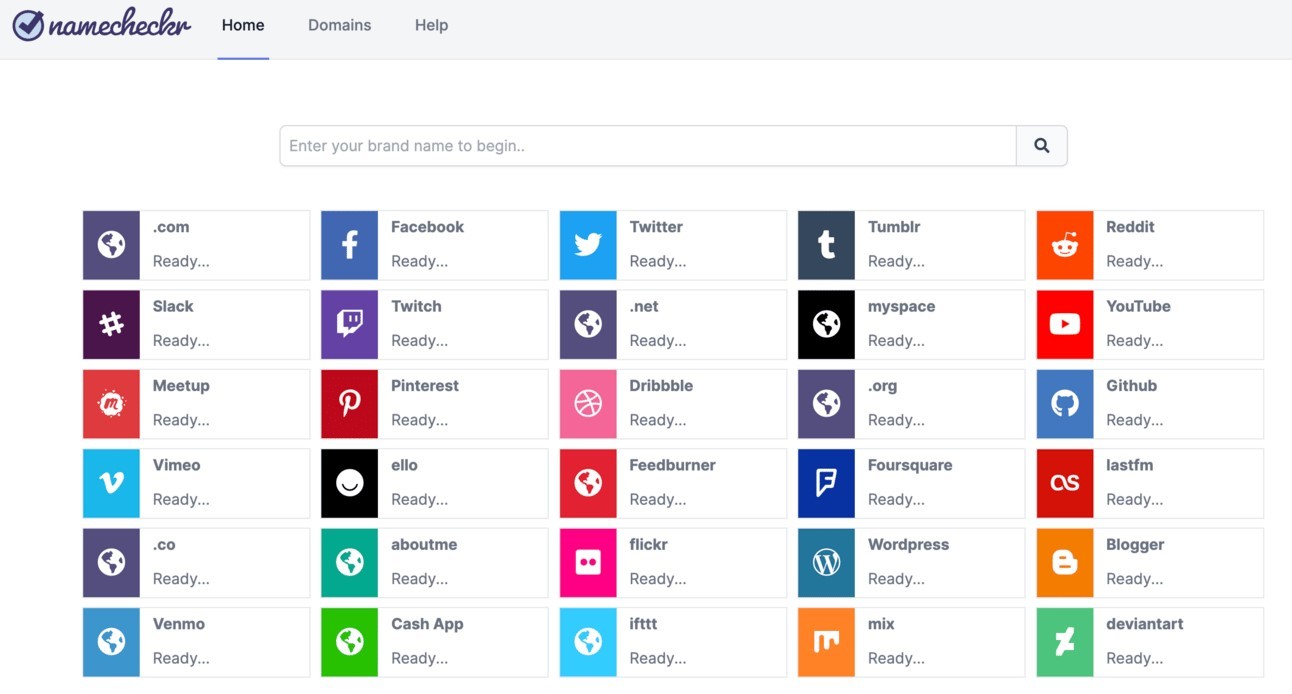 namecheckr Home Domains Help
Enter your brand name to begin..
.com Facebook Twitter Tumblr Reddit
Ready... Ready... Ready... Ready... Ready...
Slack Twitch .net myspace YouTube
Ready... Ready... Ready... Ready... Ready...
Meetup Pinterest Dribbble .org Github
Ready... Ready... Ready... Ready... Ready...
Vimeo ello Feedburner Foursquare lastfm
Ready... Ready... Ready... Ready... Ready...
.co aboutme flickr Wordpress Blogger
Ready... Ready... Ready... Ready... Ready...
Venmo Cash App ifttt mix deviantart
Ready... Ready... Ready... Ready... Ready...